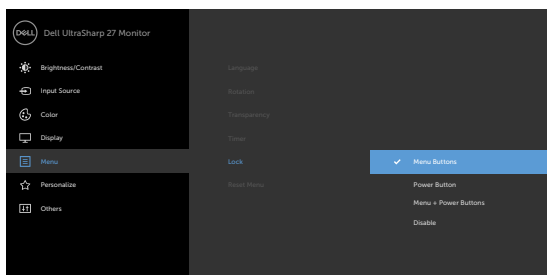 DELL Dell UltraSharp 27 Monitor
Brightness/Contrast
Input Source
Color
Display
Menu
Personalize
Others
Language
Rotation
Transparency
Timer
Lock
Reset Menu
Menu Buttons
Power Button
Menu + Power Buttons
Disable